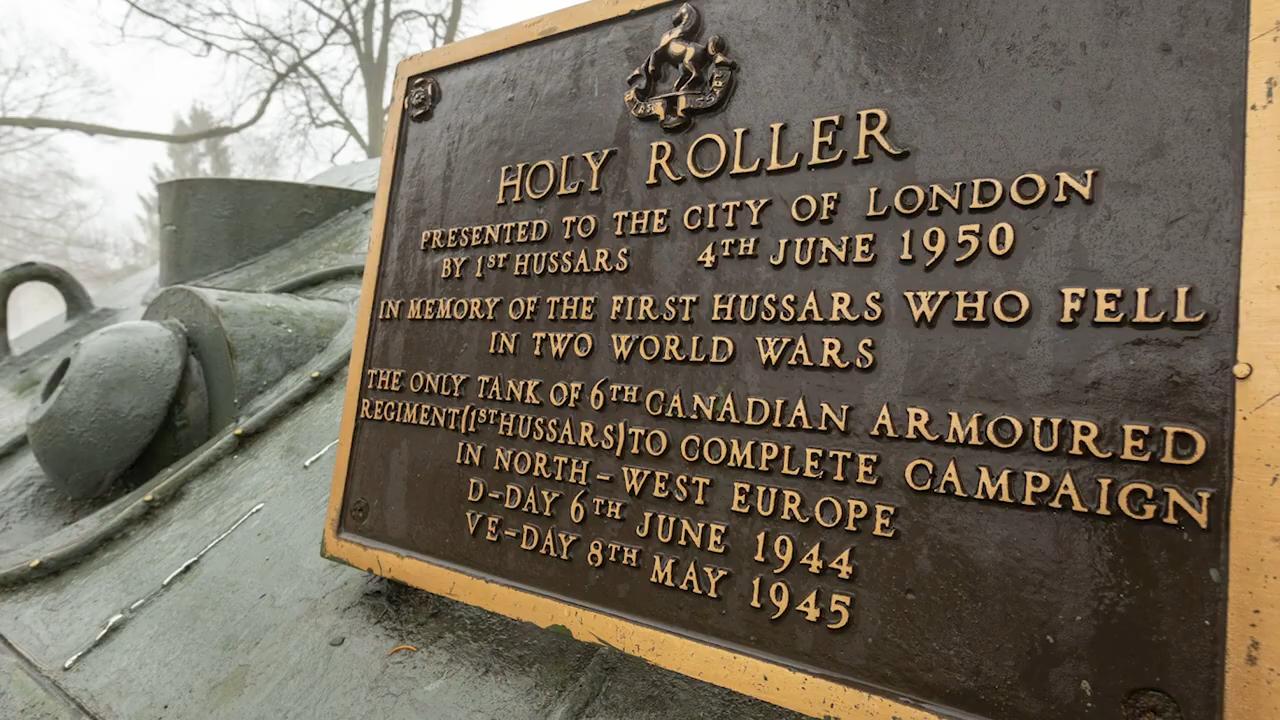 HOLY ROLLER
PRESENTED TO THE CITY OF LONDON
BY 1ST HUSSARS 4TH JUNE 1950
IN MEMORY OF THE FIRST HUSSARS WHO FELL
IN TWO WORLD WARS
THE ONLY TANK OF 6TH CANADIAN ARMOURED
REGIMENT(1ST HUSSARS)TO COMPLETE CAMPAIGN
IN NORTH-WEST EUROPE
D-DAY 6TH JUNE 1944
VE-DAY 8TH MAY 1945